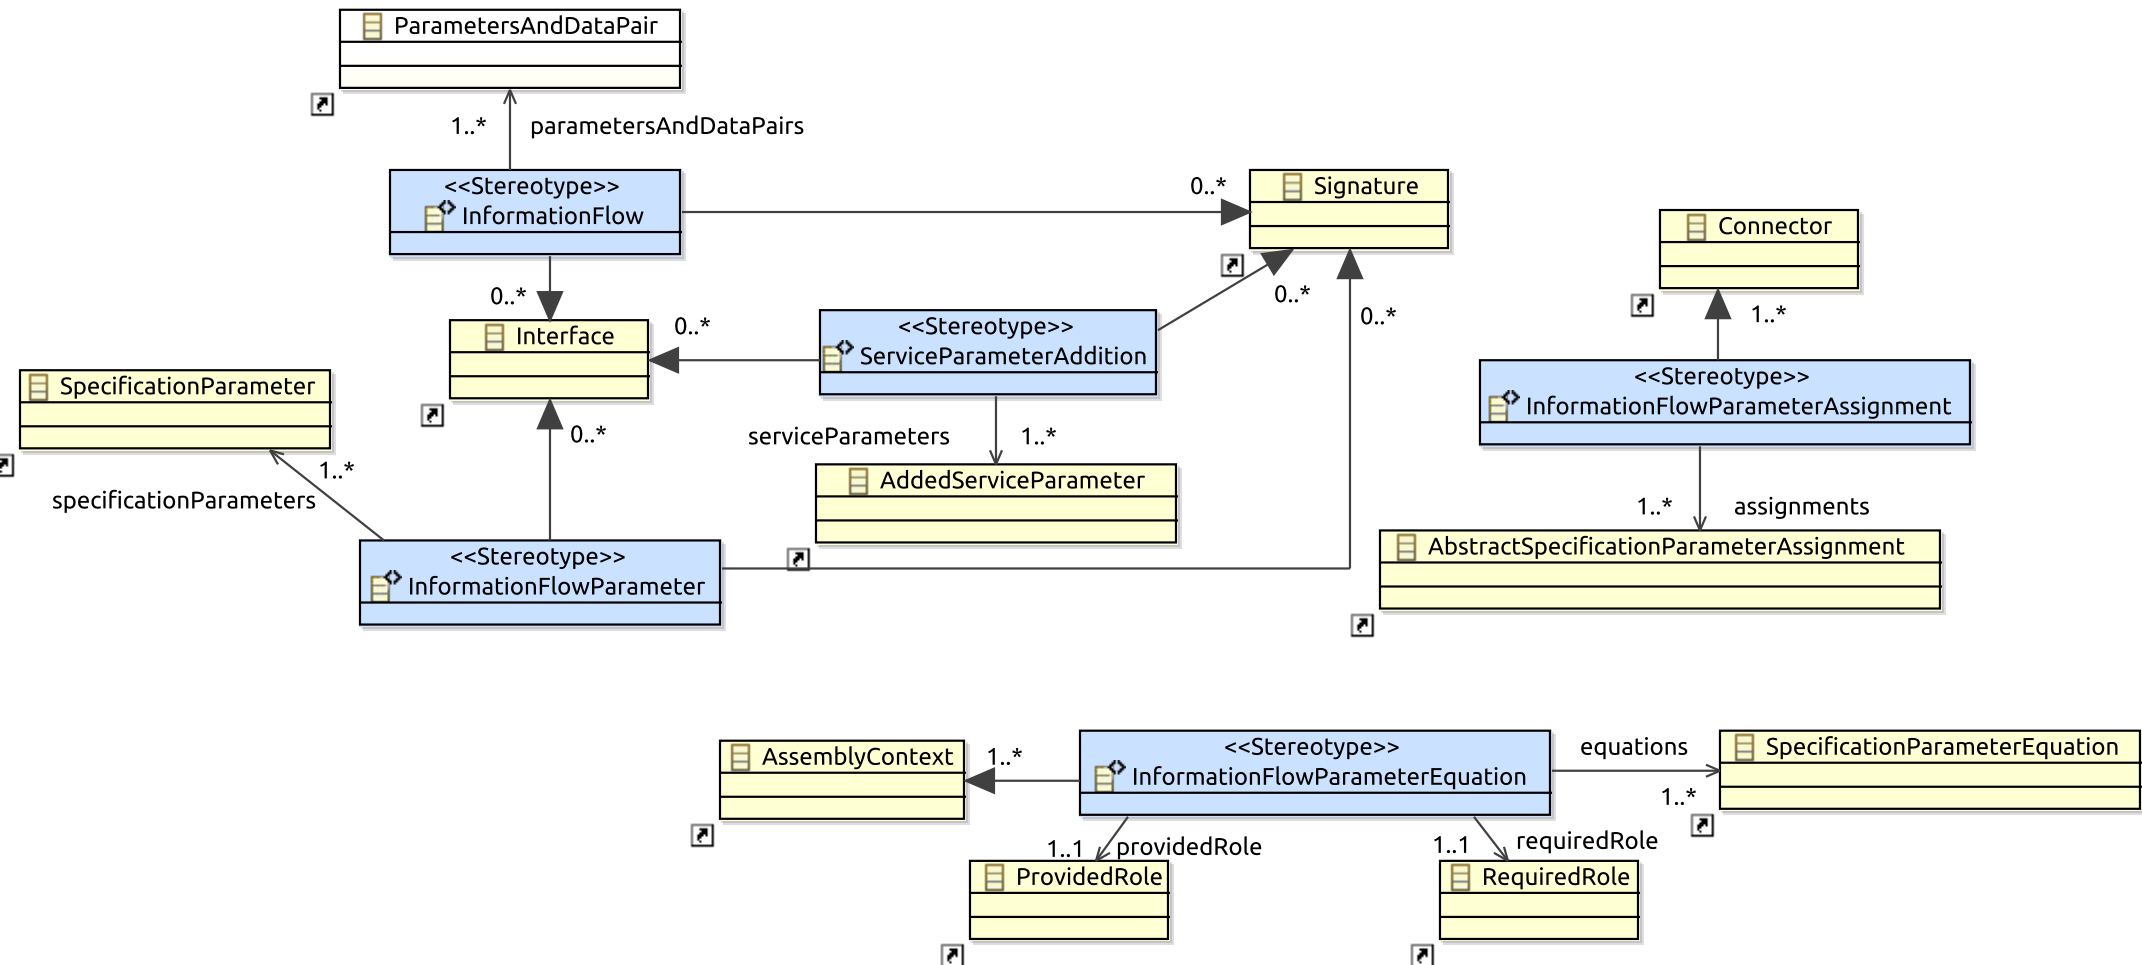 ParametersAndDataPair
1..*
parametersAndDataPairs
<<Stereotype>>
InformationFlow
0..*
Signature
0..*
Interface
0..*
<<Stereotype>>
ServiceParameterAddition
0..*
0..*
Connector
1..*
SpecificationParameter
1..*
specificationParameters
0..*
serviceParameters
1..*
AddedServiceParameter
<<Stereotype>>
InformationFlowParameterAssignment
1..*
assignments
AbstractSpecificationParameterAssignment
<<Stereotype>>
InformationFlowParameter
AssemblyContext
1..*
<<Stereotype>>
InformationFlowParameterEquation
equations
1..*
SpecificationParameterEquation
1..1
providedRole
1..1
requiredRole
ProvidedRole
RequiredRole